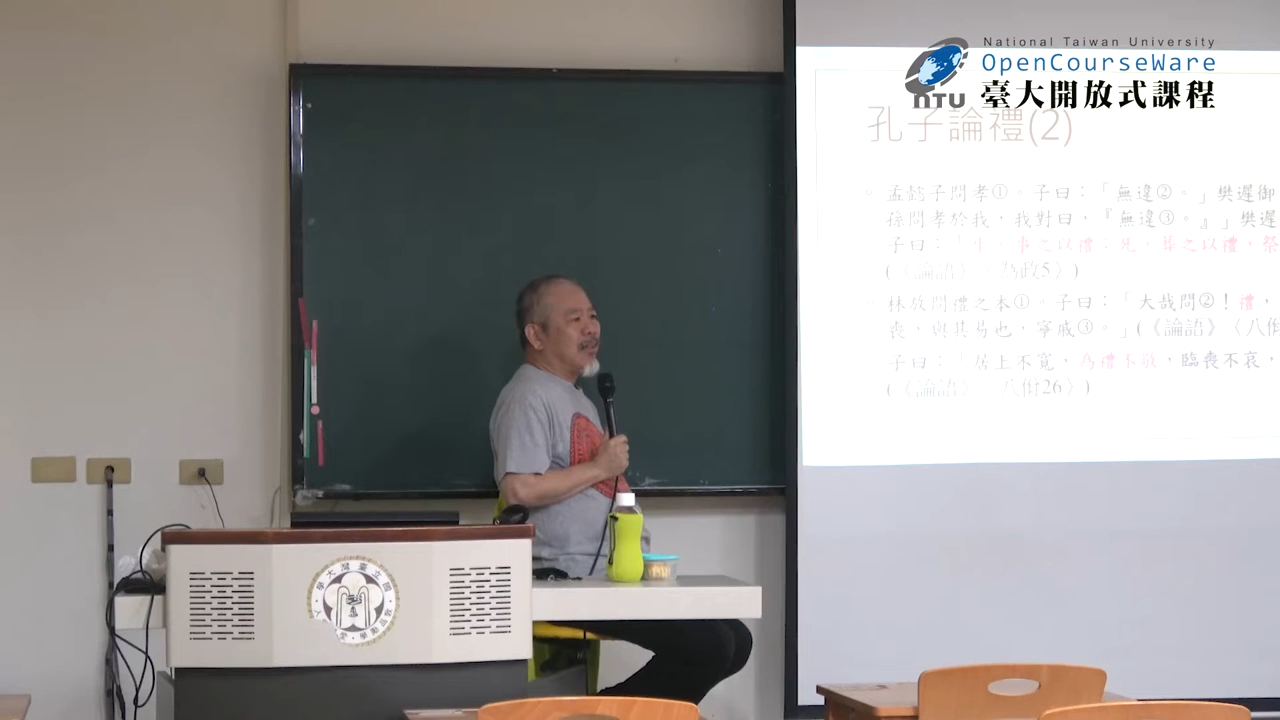 National Taiwan University
OpenCourseWare
臺大開放式課程
NTU
孔子論禮(2)
孟懿子問孝①。子曰：「無違②。」樊遲御
孫問孝於我，我對曰，『無違③。』」樊遲
子曰：「生，事之以禮；死，葬之以禮，祭
(《論語》〈為政5〉)
林放問禮之本①。子曰：「大哉問②！禮，
喪，與其易也，寧戚③。」(《論語》〈八佾
子曰：「居上不寬，為禮不敬，臨喪不哀，
(《論語》〈八佾26〉)